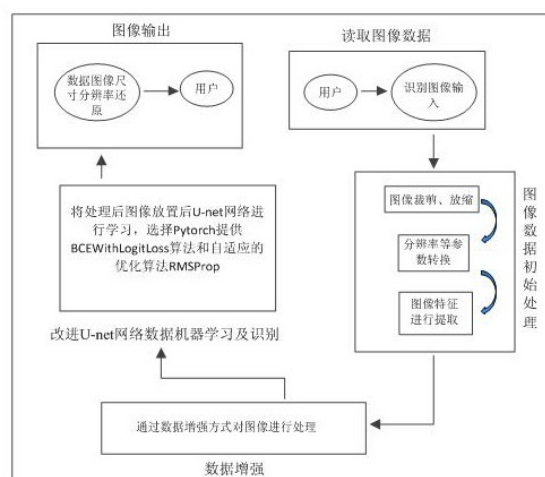 图像输出
数据图像尺
寸分辨率还
原
用户
读取图像数据
用户
识别图像输
入
图像裁剪、放缩
分辨率等参
数转换
图像特征
进行提取
图像数据初始处理
将处理后图像放置后U-net网络进
行学习，选择Pytorch提供
BCEWithLogitLoss算法和自适应的
优化算法RMSProp
改进U-net网络数据机器学习及识别
通过数据增强方式对图像进行处理
数据增强